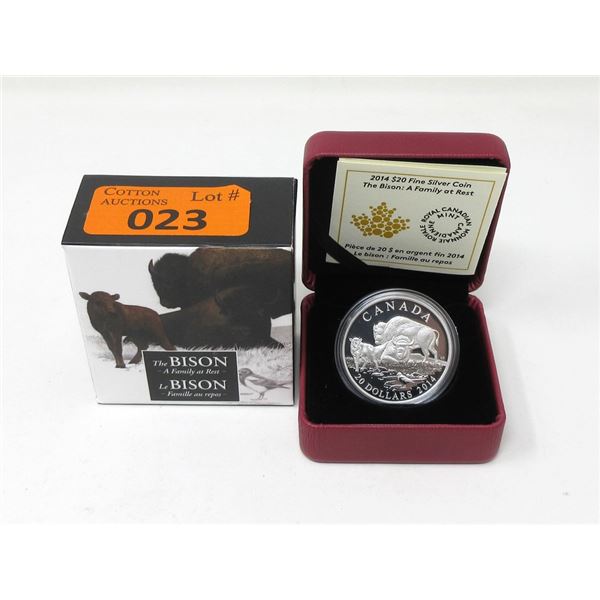 COTTON
AUCTIONS
Lot #
023
The BISON
– A Family at Rest –
Le BISON
– Famille au repos –
2014 $20 Fine Silver Coin
The Bison: A Family at Rest
MONNAIE ROYALE CANADIENNE
ROYAL CANADIAN MINT
Pièce de 20 $ en argent fin 2014
Le bison : Famille au repos
CANADA
20 DOLLARS 2014